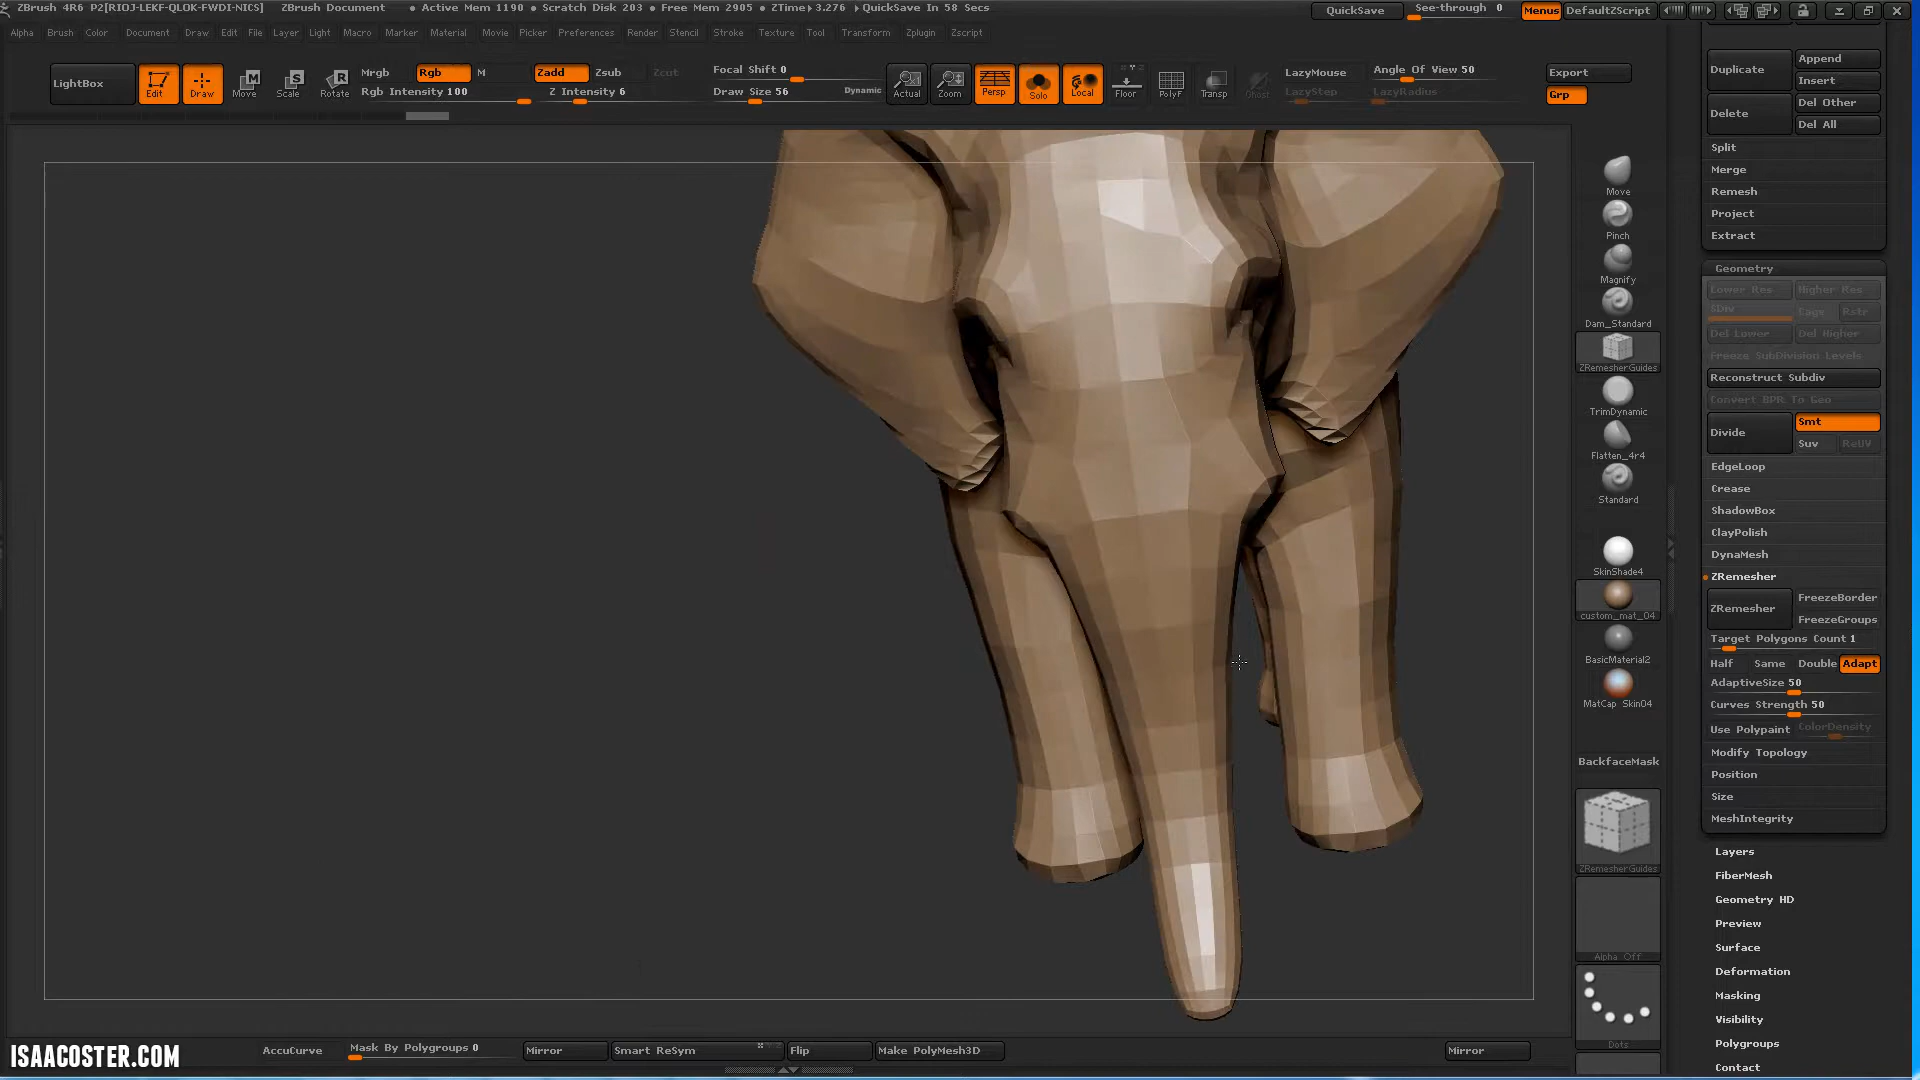 ZBrush 4R6 P2[RIOJ-LEKF-QLOK-FWDI-NICS] ZBrush Document • Active Mem 1190 • Scratch Disk 203 • Free Mem 2905 • ZTime▸3.276 •QuickSave In 58 Secs QuickSave See-through 0 Menus DefaultZScript
Alpha Brush Color Document Draw Edit File Layer Light Macro Marker Material Movie Picker Preferences Render Stencil Stroke Texture Tool Transform Zplugin Zscript
LightBox
Edit
Draw
Move
Scale
Rotate
Mrgb Rgb M
Rgb Intensity 100
Zadd Zsub Zcut
Z Intensity 6
Focal Shift 0
Draw Size 56
Dynamic
Actual
Zoom
Persp
Solo
Local
Floor
PolyF
Transp
Ghost
LazyMouse
LazyStep
Angle Of View 50
LazyRadius
Export
Grp
Move
Pinch
Magnify
Dam_Standard
ZRemesherGuides
TrimDynamic
Flatten_4r4
Standard
SkinShade4
custom_mat_04
BasicMaterial2
MatCap Skin04
BackfaceMask
ZRemesherGuides
Alpha Off
Dots
Duplicate
Append
Insert
Delete
Del Other
Del All
Split
Merge
Remesh
Project
Extract
Geometry
Lower Res Higher Res
SDiv Cage Rstr
Del Lower Del Higher
Freeze SubDivision Levels
Reconstruct Subdiv
Convert BPR To Geo
Divide
Smt
Suv ReUV
EdgeLoop
Crease
ShadowBox
ClayPolish
DynaMesh
ZRemesher
ZRemesher
FreezeBorder
FreezeGroups
Target Polygons Count 1
Half Same Double Adapt
AdaptiveSize 50
Curves Strength 50
Use Polypaint ColorDensity
Modify Topology
Position
Size
MeshIntegrity
Layers
FiberMesh
Geometry HD
Preview
Surface
Deformation
Masking
Visibility
Polygroups
Contact
ISAACOSTER.COM
AccuCurve Mask By Polygroups 0 Mirror Smart ReSym Flip Make PolyMesh3D Mirror